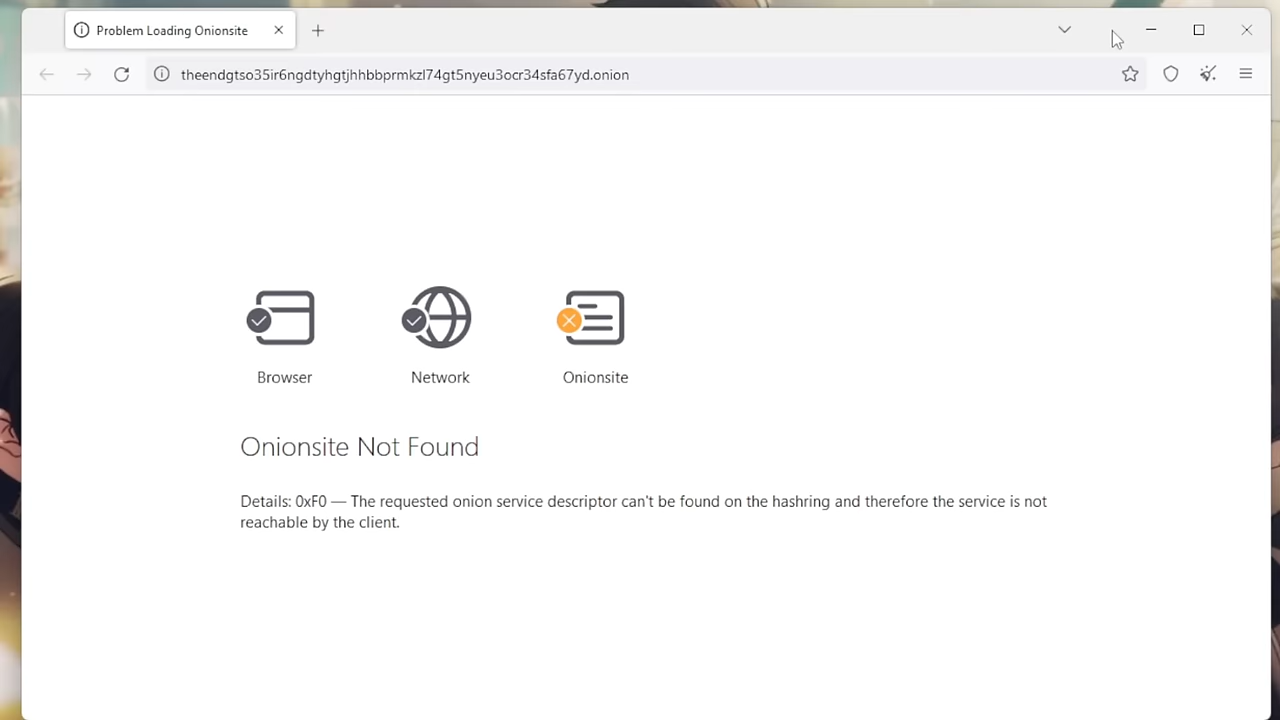 Problem Loading Onionsite
theendgtso35ir6ngdtyhgtjhhbbprmkzl74gt5nyeu3ocr34sfa67yd.onion
Browser
Network
Onionsite
Onionsite Not Found
Details: 0xF0 — The requested onion service descriptor can't be found on the hashring and therefore the service is not
reachable by the client.